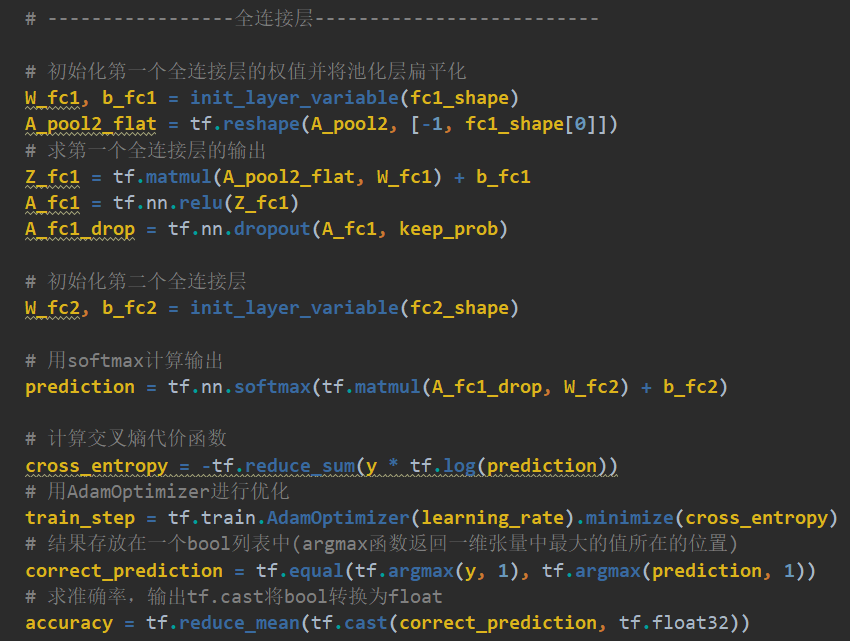 # -----------------全连接层--------------------------
# 初始化第一个全连接层的权值并将池化层扁平化
W_fc1, b_fc1 = init_layer_variable(fc1_shape)
A_pool2_flat = tf.reshape(A_pool2, [-1, fc1_shape[0]])
# 求第一个全连接层的输出
Z_fc1 = tf.matmul(A_pool2_flat, W_fc1) + b_fc1
A_fc1 = tf.nn.relu(Z_fc1)
A_fc1_drop = tf.nn.dropout(A_fc1, keep_prob)
# 初始化第二个全连接层
W_fc2, b_fc2 = init_layer_variable(fc2_shape)
# 用softmax计算输出
prediction = tf.nn.softmax(tf.matmul(A_fc1_drop, W_fc2) + b_fc2)
# 计算交叉熵代价函数
cross_entropy = -tf.reduce_sum(y * tf.log(prediction))
# 用AdamOptimizer进行优化
train_step = tf.train.AdamOptimizer(learning_rate).minimize(cross_entropy)
# 结果存放在一个bool列表中(argmax函数返回一维张量中最大的值所在的位置)
correct_prediction = tf.equal(tf.argmax(y, 1), tf.argmax(prediction, 1))
# 求准确率，输出tf.cast将bool转换为float
accuracy = tf.reduce_mean(tf.cast(correct_prediction, tf.float32))